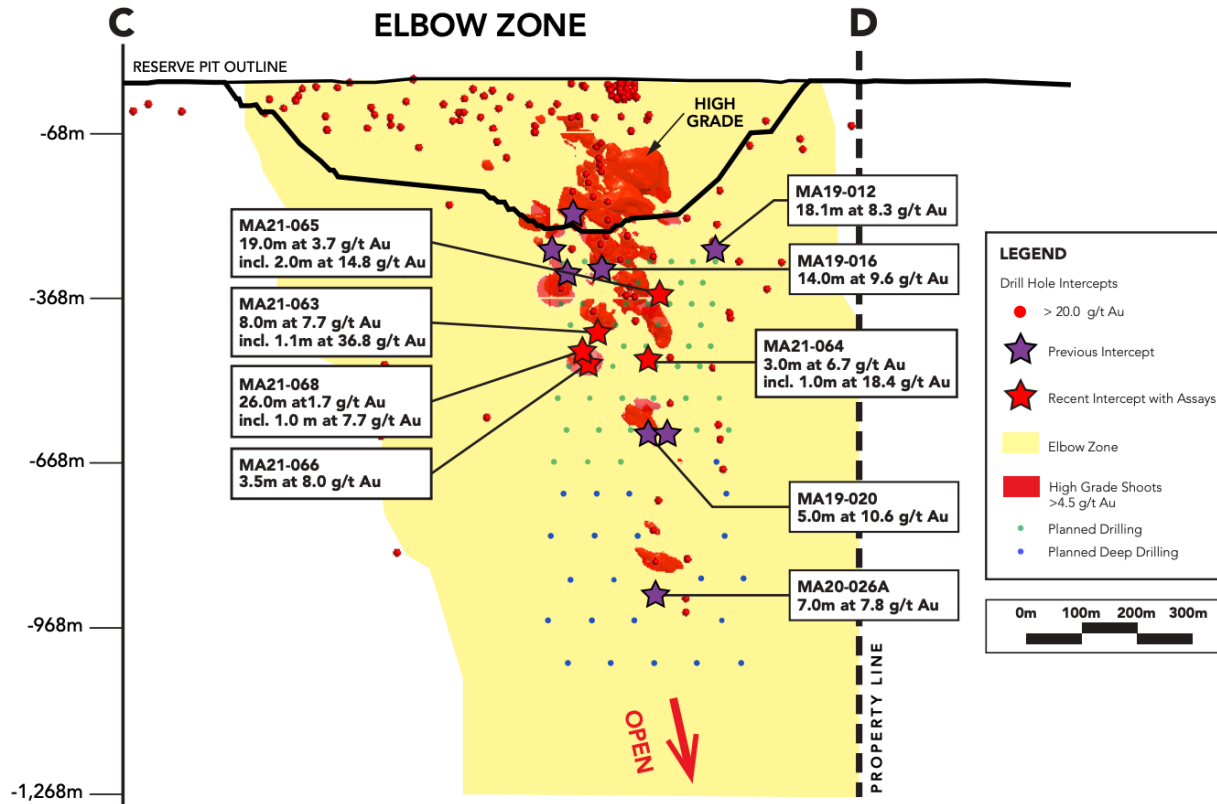 C
ELBOW ZONE
D
RESERVE PIT OUTLINE
HIGH
GRADE
-68m
-368m
-668m
-968m
-1,268m
MA21-065
19.0m at 3.7 g/t Au
incl. 2.0m at 14.8 g/t Au
MA21-063
8.0m at 7.7 g/t Au
incl. 1.1m at 36.8 g/t Au
MA21-068
26.0m at1.7 g/t Au
incl. 1.0 m at 7.7 g/t Au
MA21-066
3.5m at 8.0 g/t Au
MA19-012
18.1m at 8.3 g/t Au
MA19-016
14.0m at 9.6 g/t Au
MA21-064
3.0m at 6.7 g/t Au
incl. 1.0m at 18.4 g/t Au
MA19-020
5.0m at 10.6 g/t Au
MA20-026A
7.0m at 7.8 g/t Au
OPEN
PROPERTY LINE
LEGEND
Drill Hole Intercepts
> 20.0 g/t Au
Previous Intercept
Recent Intercept with Assays
Elbow Zone
High Grade Shoots
>4.5 g/t Au
Planned Drilling
Planned Deep Drilling
0m 100m 200m 300m